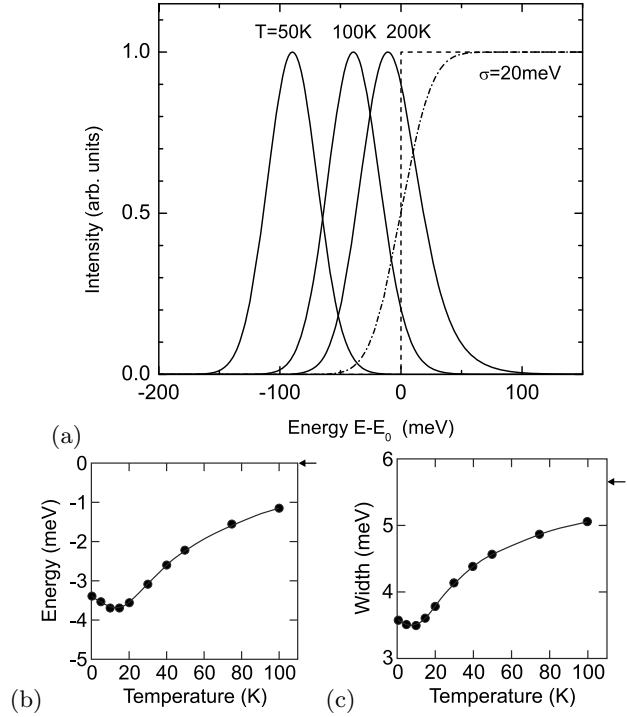 T=50K 100K 200K
σ=20meV
1.0
0.5
0.0
Intensity (arb. units)
-200 -100 0 100
Energy E-E₀ (meV)
(a)
0
-1
-2
-3
-4
-5
Energy (meV)
0 20 40 60 80 100
Temperature (K)
(b)
6
5
4
3
Width (meV)
0 20 40 60 80 100
Temperature (K)
(c)